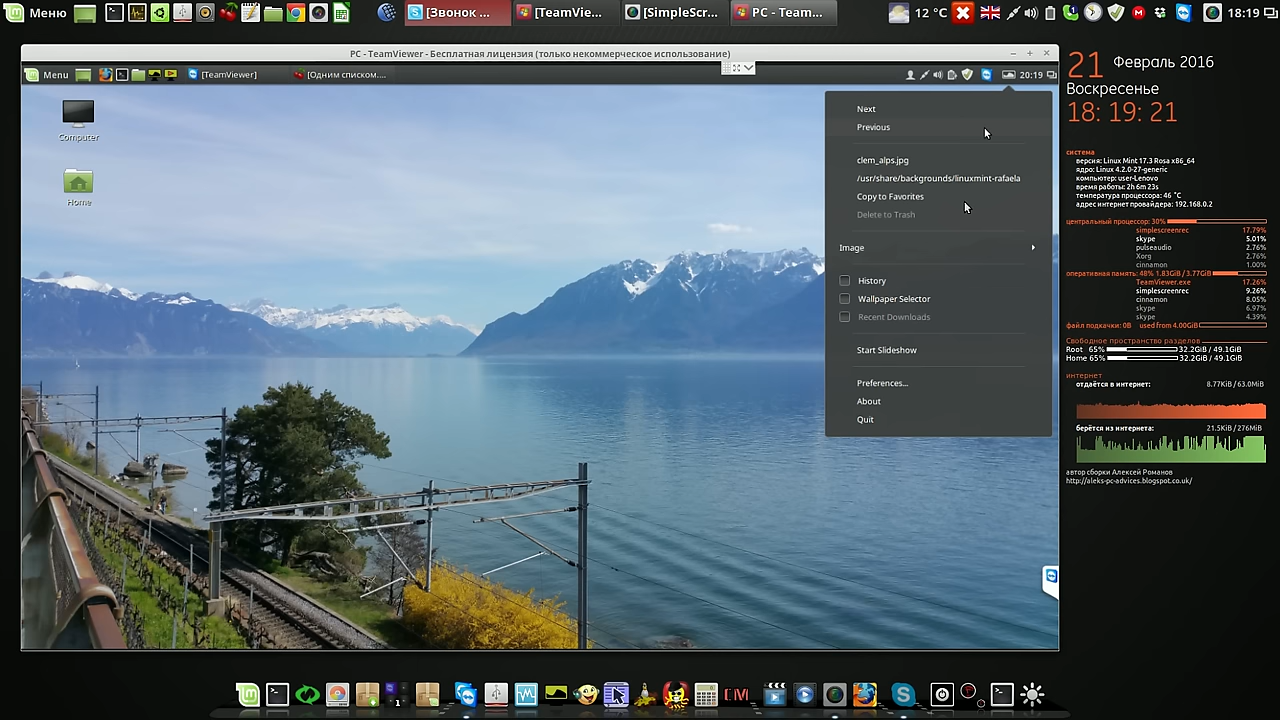 Меню
[Звонок ...
[TeamVie...
[SimpleScr...
PC - Team...
12 °C
18:19
PC - TeamViewer - Бесплатная лицензия (только некоммерческое использование)
Menu
[TeamViewer]
[Одним списком....
20:19
Computer
Home
Next
Previous
clem_alps.jpg
/usr/share/backgrounds/linuxmint-rafaela
Copy to Favorites
Delete to Trash
Image
History
Wallpaper Selector
Recent Downloads
Start Slideshow
Preferences...
About
Quit
21 Февраль 2016
Воскресенье
18: 19: 21
система
версия: Linux Mint 17.3 Rosa x86_64
ядро: Linux 4.2.0-27-generic
компьютер: user-Lenovo
время работы: 2h 6m 23s
температура процессора: 46 °C
адрес интернет провайдера: 192.168.0.2
центральный процессор: 30%
simplescreenrec 17.79%
skype 5.01%
pulseaudio 2.76%
Xorg 2.76%
cinnamon 1.00%
оперативная память: 48% 1.83GiB / 3.77GiB
TeamViewer.exe 17.26%
simplescreenrec 9.26%
cinnamon 8.05%
skype 6.97%
skype 4.39%
файл подкачки: 0B used from 4.00GiB
Свободное пространство разделов
Root 65% 32.2GiB / 49.1GiB
Home 65% 32.2GiB / 49.1GiB
интернет
отдаётся в интернет: 8.77KiB / 63.0MiB
берётся из интернета: 21.5KiB / 276MiB
автор сборки Алексей Романов
http://aleks-pc-advices.blogspot.co.uk/
1